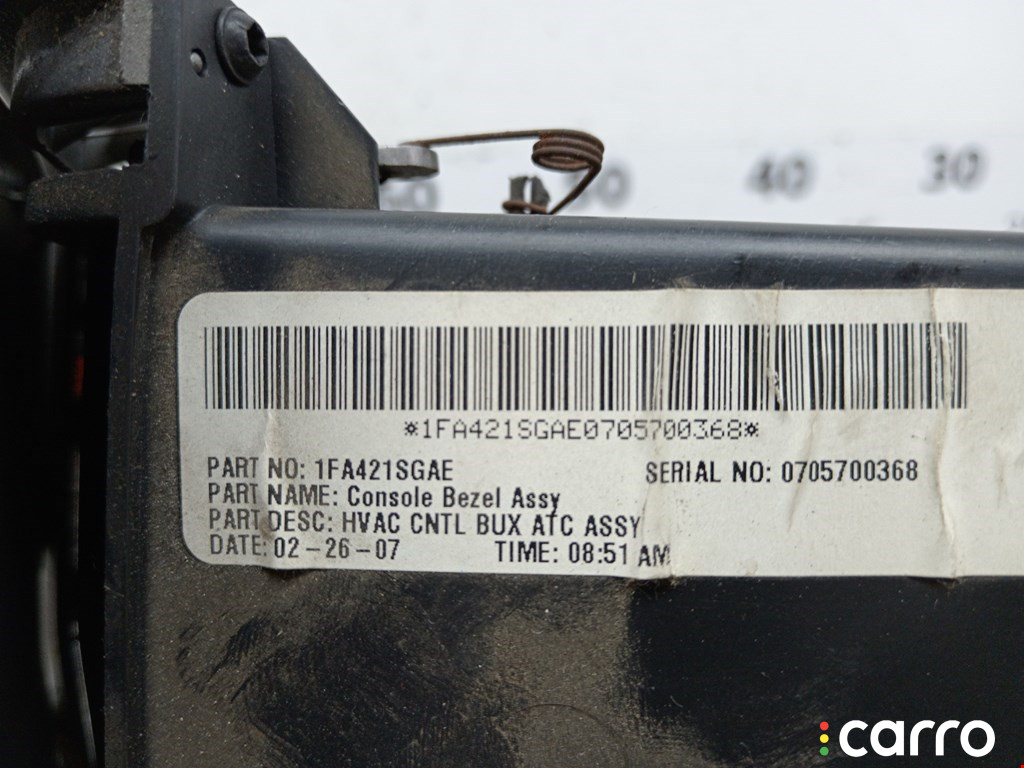 40
30
*1FA421SGAE0705700368*
PART NO: 1FA421SGAE SERIAL NO: 0705700368
PART NAME: Console Bezel Assy
PART DESC: HVAC CNTL BUX ATC ASSY
DATE: 02-26-07 TIME: 08:51 AM
carro